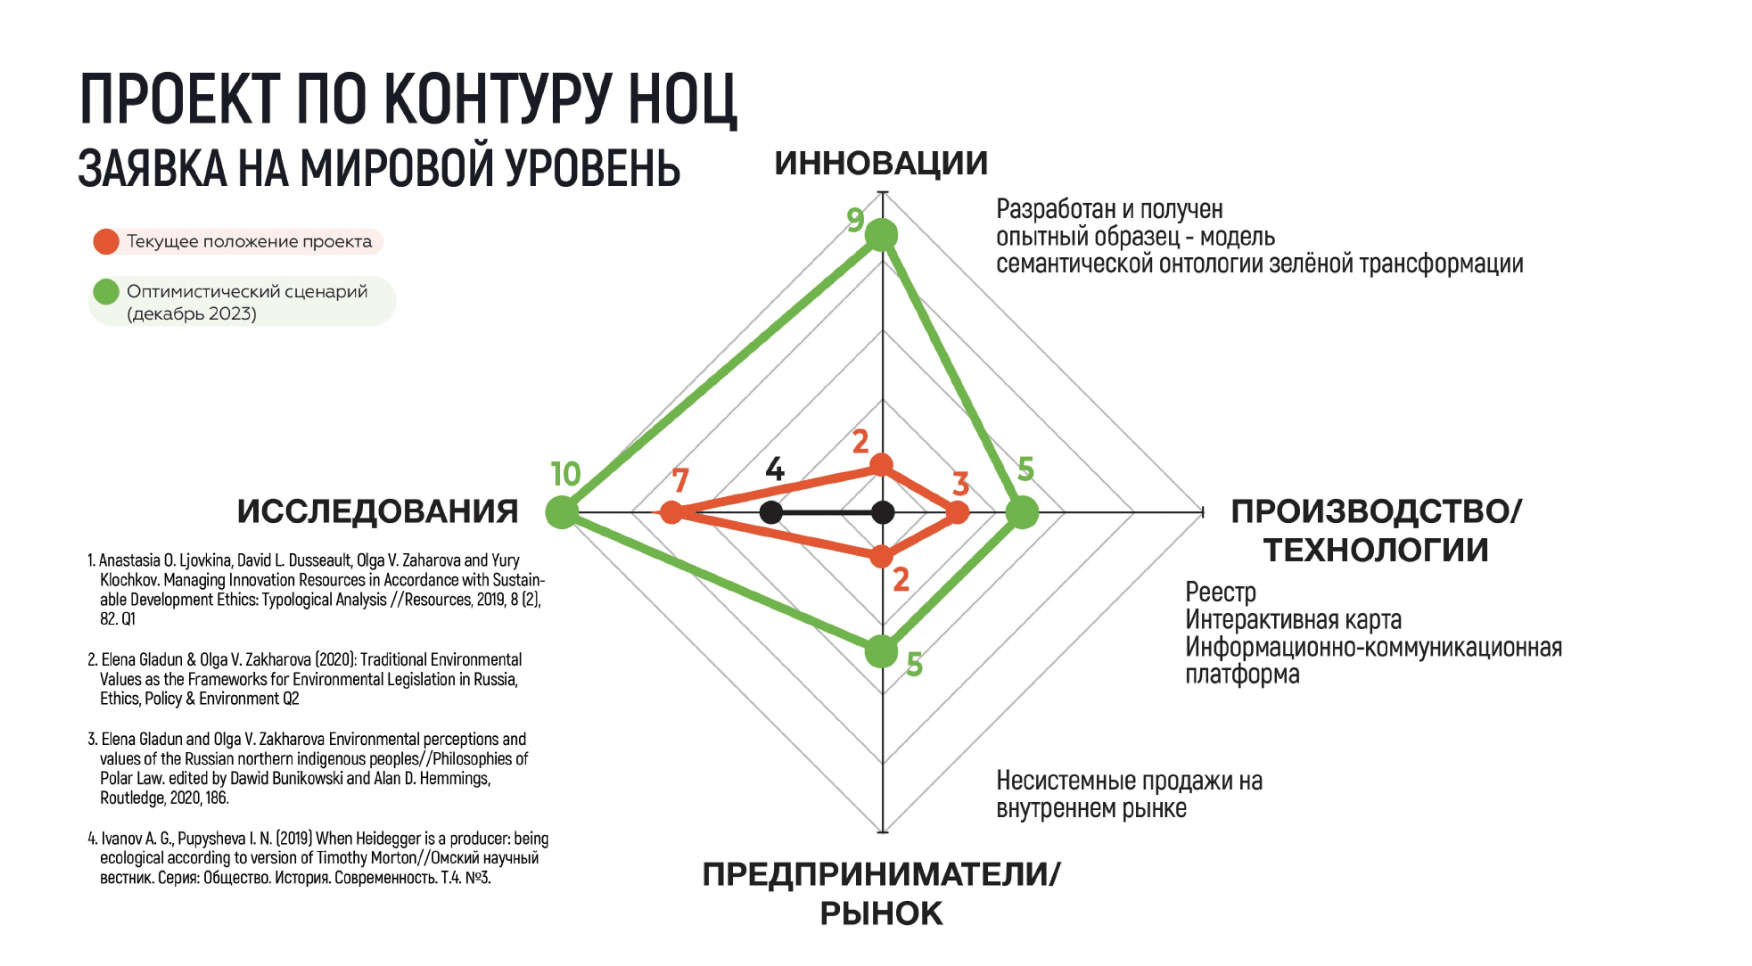 ПРОЕКТ ПО КОНТУРУ НОЦ
ЗАЯВКА НА МИРОВОЙ УРОВЕНЬ
Текущее положение проекта
Оптимистический сценарий
(декабрь 2023)
ИННОВАЦИИ
Разработан и получен
опытный образец - модель
семантической онтологии зелёной трансформации
9
2
10
7
4
3
5
2
5
ИССЛЕДОВАНИЯ
1. Anastasia O. Ljovkina, David L. Dusseault, Olga V. Zaharova and Yury
Klochkov. Managing Innovation Resources in Accordance with Sustain-
able Development Ethics: Typological Analysis //Resources, 2019, 8 (2),
82. Q1
2. Elena Gladun & Olga V. Zakharova (2020): Traditional Environmental
Values as the Frameworks for Environmental Legislation in Russia,
Ethics, Policy & Environment Q2
3. Elena Gladun and Olga V. Zakharova Environmental perceptions and
values of the Russian northern indigenous peoples//Philosophies of
Polar Law. edited by Dawid Bunikowski and Alan D. Hemmings,
Routledge, 2020, 186.
4. Ivanov A. G., Pupysheva I. N. (2019) When Heidegger is a producer: being
ecological according to version of Timothy Morton//Омский научный
вестник. Серия: Общество. История. Современность. Т.4. №3.
ПРОИЗВОДСТВО/
ТЕХНОЛОГИИ
Реестр
Интерактивная карта
Информационно-коммуникационная
платформа
Несистемные продажи на
внутреннем рынке
ПРЕДПРИНИМАТЕЛИ/
РЫНОК